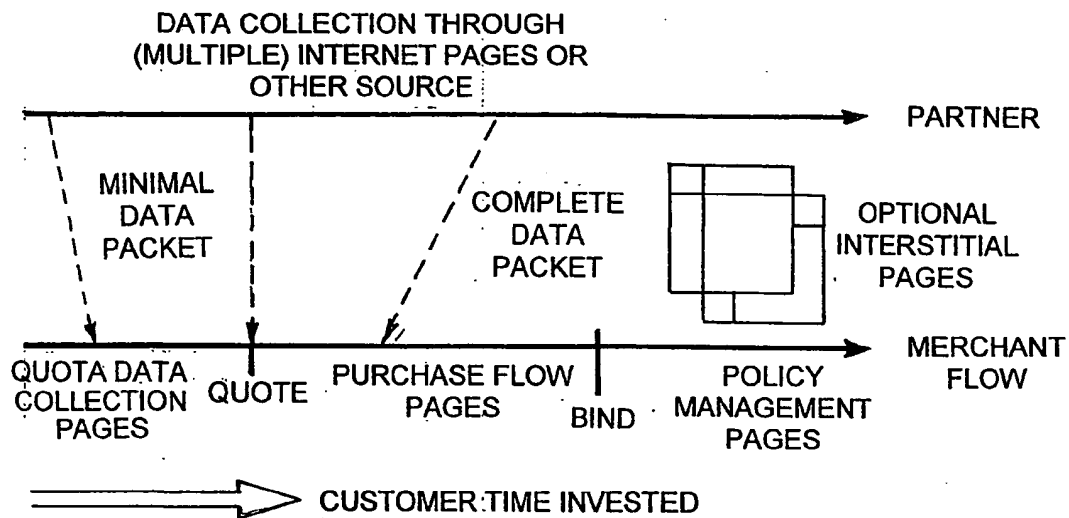 DATA COLLECTION THROUGH
(MULTIPLE) INTERNET PAGES OR
OTHER SOURCE
PARTNER
MINIMAL
DATA
PACKET
COMPLETE
DATA
PACKET
OPTIONAL
INTERSTITIAL
PAGES
MERCHANT
FLOW
QUOTA DATA
COLLECTION
PAGES
QUOTE
PURCHASE FLOW
PAGES
BIND
POLICY
MANAGEMENT
PAGES
CUSTOMER TIME INVESTED